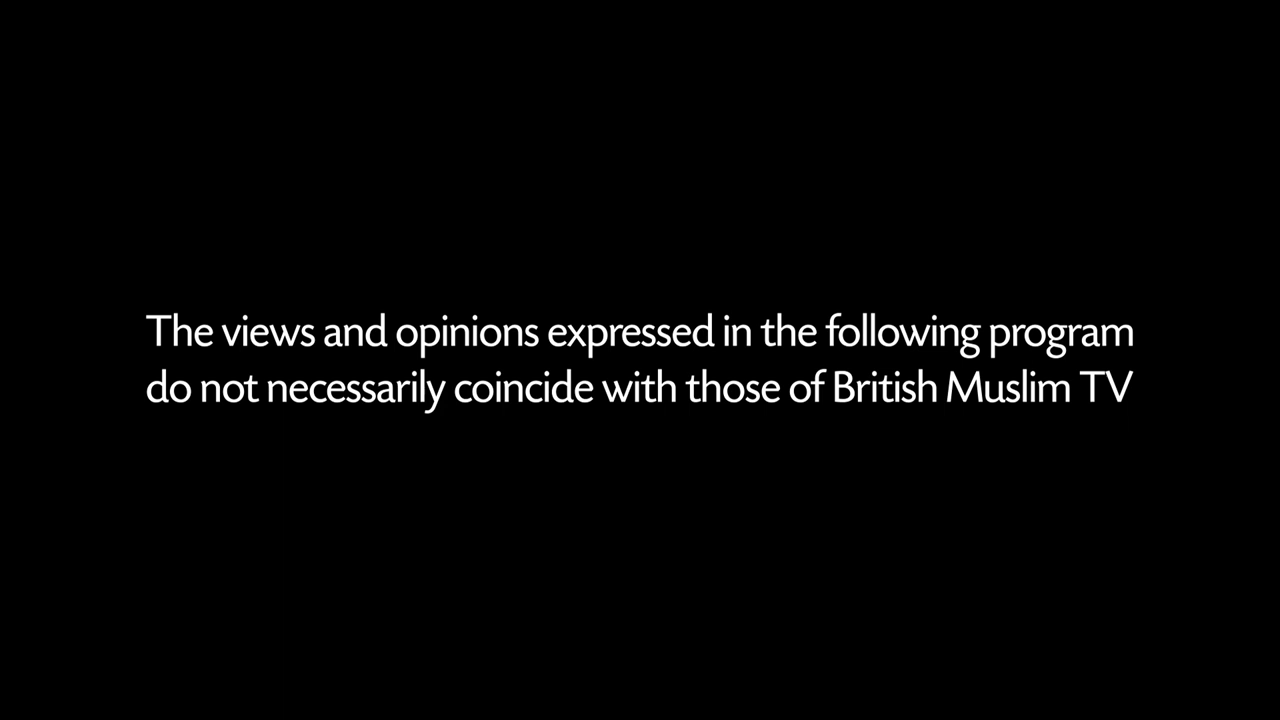 The views and opinions expressed in the following program
do not necessarily coincide with those of British Muslim TV